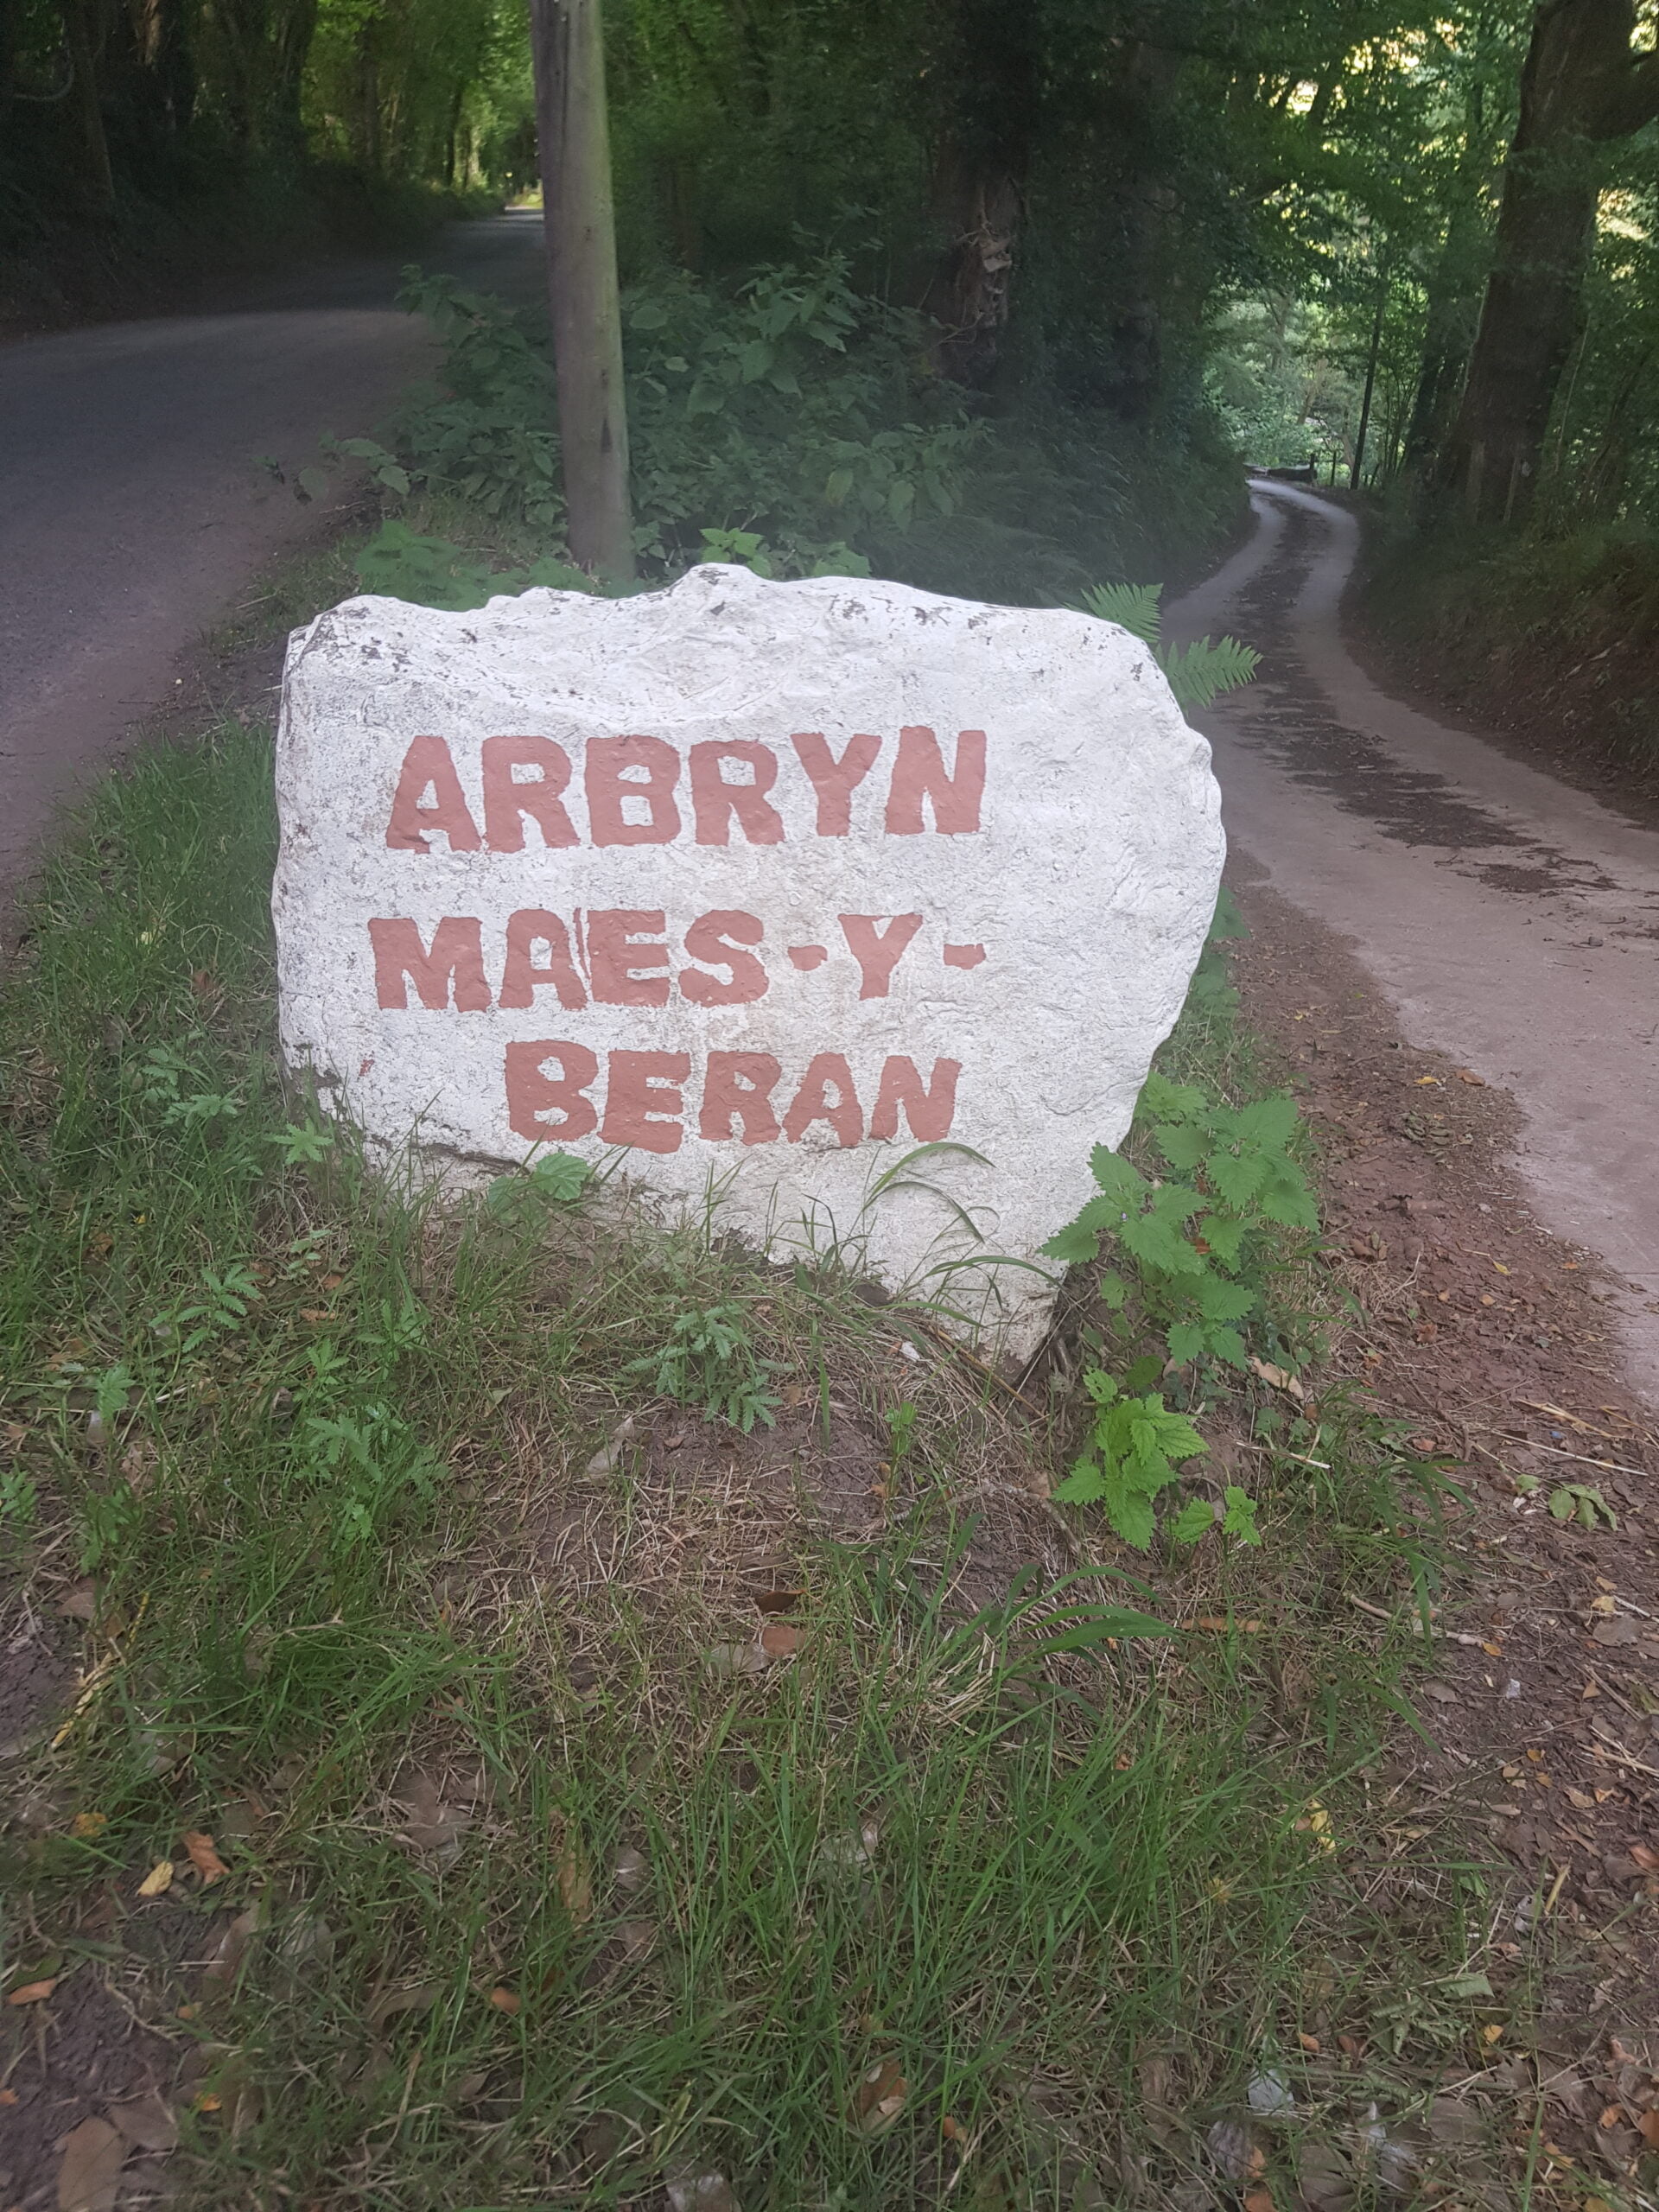 ARBRYN
MAES-Y-
BERAN